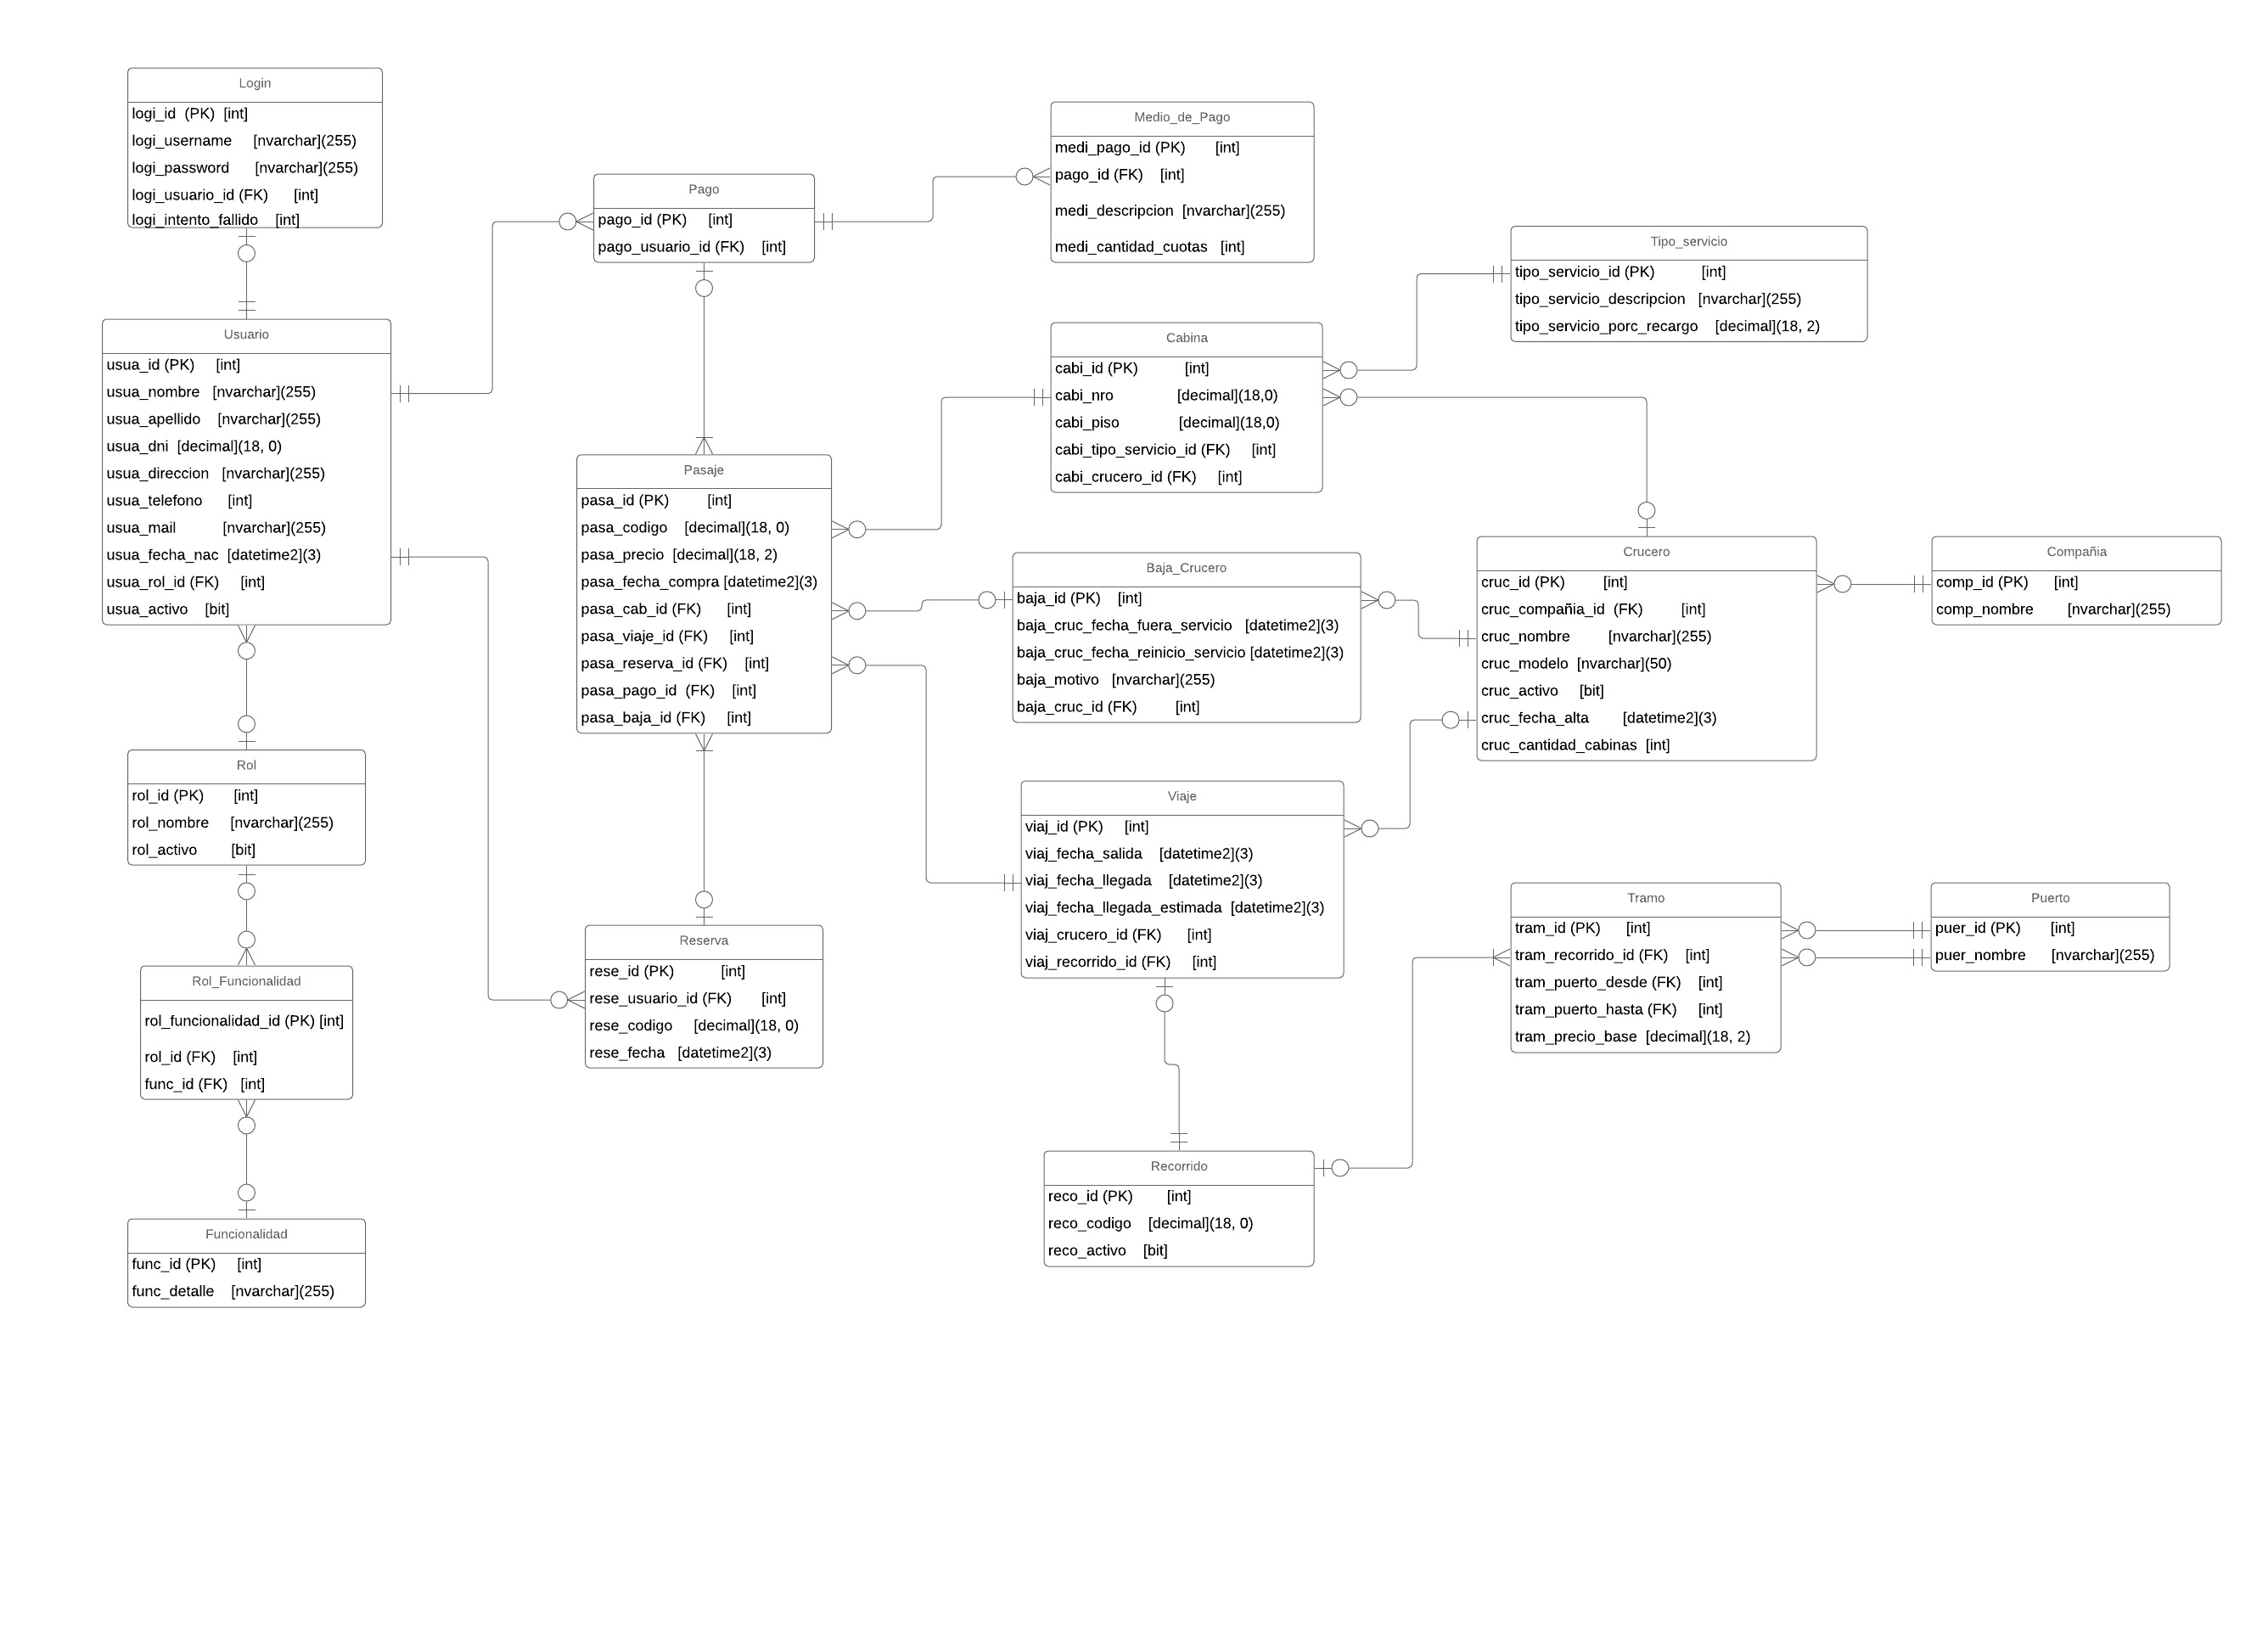 Login
logi_id (PK) [int]
logi_username [nvarchar](255)
logi_password [nvarchar](255)
logi_usuario_id (FK) [int]
logi_intento_fallido [int]
Usuario
usua_id (PK) [int]
usua_nombre [nvarchar](255)
usua_apellido [nvarchar](255)
usua_dni [decimal](18, 0)
usua_direccion [nvarchar](255)
usua_telefono [int]
usua_mail [nvarchar](255)
usua_fecha_nac [datetime2](3)
usua_rol_id (FK) [int]
usua_activo [bit]
Rol
rol_id (PK) [int]
rol_nombre [nvarchar](255)
rol_activo [bit]
Rol_Funcionalidad
rol_funcionalidad_id (PK) [int]
rol_id (FK) [int]
func_id (FK) [int]
Funcionalidad
func_id (PK) [int]
func_detalle [nvarchar](255)
Pago
pago_id (PK) [int]
pago_usuario_id (FK) [int]
Pasaje
pasa_id (PK) [int]
pasa_codigo [decimal](18, 0)
pasa_precio [decimal](18, 2)
pasa_fecha_compra [datetime2](3)
pasa_cab_id (FK) [int]
pasa_viaje_id (FK) [int]
pasa_reserva_id (FK) [int]
pasa_pago_id (FK) [int]
pasa_baja_id (FK) [int]
Reserva
rese_id (PK) [int]
rese_usuario_id (FK) [int]
rese_codigo [decimal](18, 0)
rese_fecha [datetime2](3)
Medio_de_Pago
medi_pago_id (PK) [int]
pago_id (FK) [int]
medi_descripcion [nvarchar](255)
medi_cantidad_cuotas [int]
Cabina
cabi_id (PK) [int]
cabi_nro [decimal](18,0)
cabi_piso [decimal](18,0)
cabi_tipo_servicio_id (FK) [int]
cabi_crucero_id (FK) [int]
Baja_Crucero
baja_id (PK) [int]
baja_cruc_fecha_fuera_servicio [datetime2](3)
baja_cruc_fecha_reinicio_servicio [datetime2](3)
baja_motivo [nvarchar](255)
baja_cruc_id (FK) [int]
Viaje
viaj_id (PK) [int]
viaj_fecha_salida [datetime2](3)
viaj_fecha_llegada [datetime2](3)
viaj_fecha_llegada_estimada [datetime2](3)
viaj_crucero_id (FK) [int]
viaj_recorrido_id (FK) [int]
Recorrido
reco_id (PK) [int]
reco_codigo [decimal](18, 0)
reco_activo [bit]
Tipo_servicio
tipo_servicio_id (PK) [int]
tipo_servicio_descripcion [nvarchar](255)
tipo_servicio_porc_recargo [decimal](18, 2)
Crucero
cruc_id (PK) [int]
cruc_compañia_id (FK) [int]
cruc_nombre [nvarchar](255)
cruc_modelo [nvarchar](50)
cruc_activo [bit]
cruc_fecha_alta [datetime2](3)
cruc_cantidad_cabinas [int]
Tramo
tram_id (PK) [int]
tram_recorrido_id (FK) [int]
tram_puerto_desde (FK) [int]
tram_puerto_hasta (FK) [int]
tram_precio_base [decimal](18, 2)
Compañia
comp_id (PK) [int]
comp_nombre [nvarchar](255)
Puerto
puer_id (PK) [int]
puer_nombre [nvarchar](255)